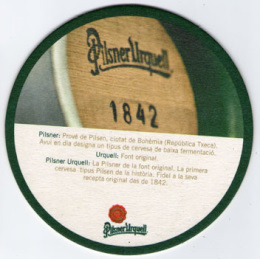 Pilsner Urquell
1842
Pilsner: Prové de Pilsen, ciutat de Bohèmia (República Txeca).
Avui en dia designa un tipus de cervesa de baixa fermentació.
Urquell: Font original.
Pilsner Urquell: La Pilsner de la font original. La primera
cervesa tipus Pilsen de la història. Fidel a la seva
recepta original des de 1842.
Pilsner Urquell